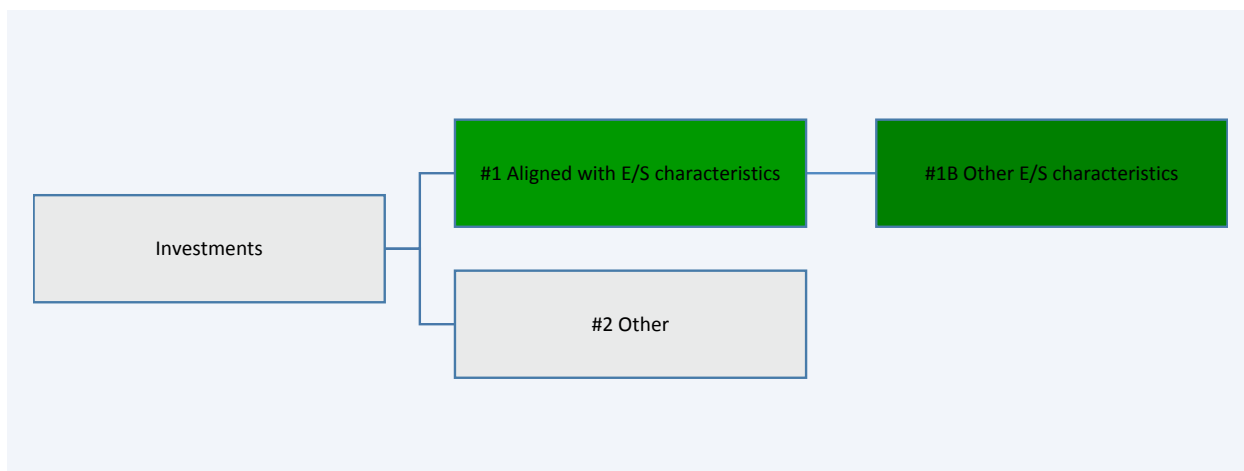 #1 Aligned with E/S characteristics
#1B Other E/S characteristics
Investments
#2 Other